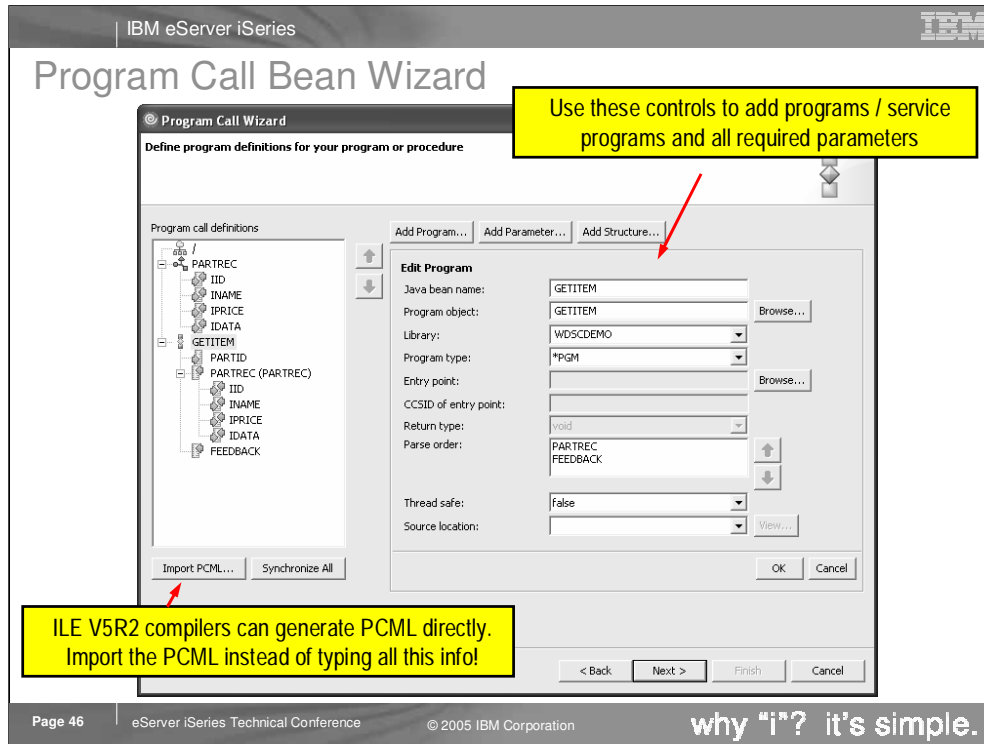 IBM eServer iSeries
IBM
Program Call Bean Wizard
Use these controls to add programs / service
programs and all required parameters
Program Call Wizard
Define program definitions for your program or procedure
Program call definitions
/
PARTREC
IID
INAME
IPRICE
IDATA
GETITEM
PARTID
PARTREC (PARTREC)
IID
INAME
IPRICE
IDATA
FEEDBACK
Import PCML...
Synchronize All
Add Program...
Add Parameter...
Add Structure...
Edit Program
Java bean name: GETITEM
Program object: GETITEM Browse...
Library: WDSCDEMO
Program type: *PGM
Entry point: Browse...
CCSID of entry point:
Return type: void
Parse order: PARTREC
FEEDBACK
Thread safe: false
Source location: View...
OK Cancel
ILE V5R2 compilers can generate PCML directly.
Import the PCML instead of typing all this info!
< Back Next > Finish Cancel
Page 46 eServer iSeries Technical Conference © 2005 IBM Corporation why "i"? it's simple.